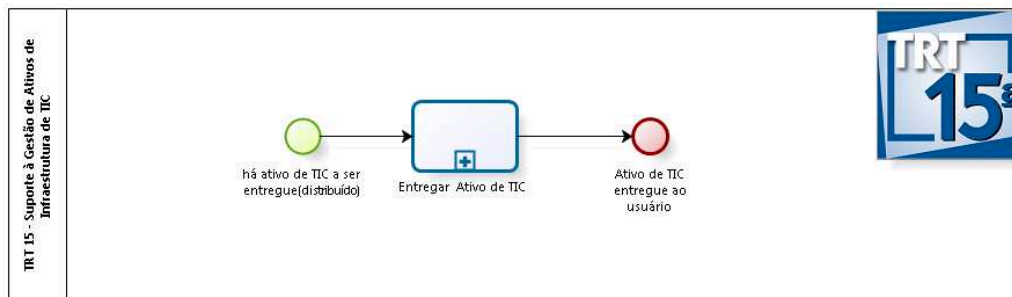 TRT 15 - Suporte à Gestão de Ativos de
Infraestrutura de TIC
há ativo de TIC a ser
entregue(distribuído)
Entregar Ativo de TIC
Ativo de TIC
entregue ao
usuário
TRT
15ª